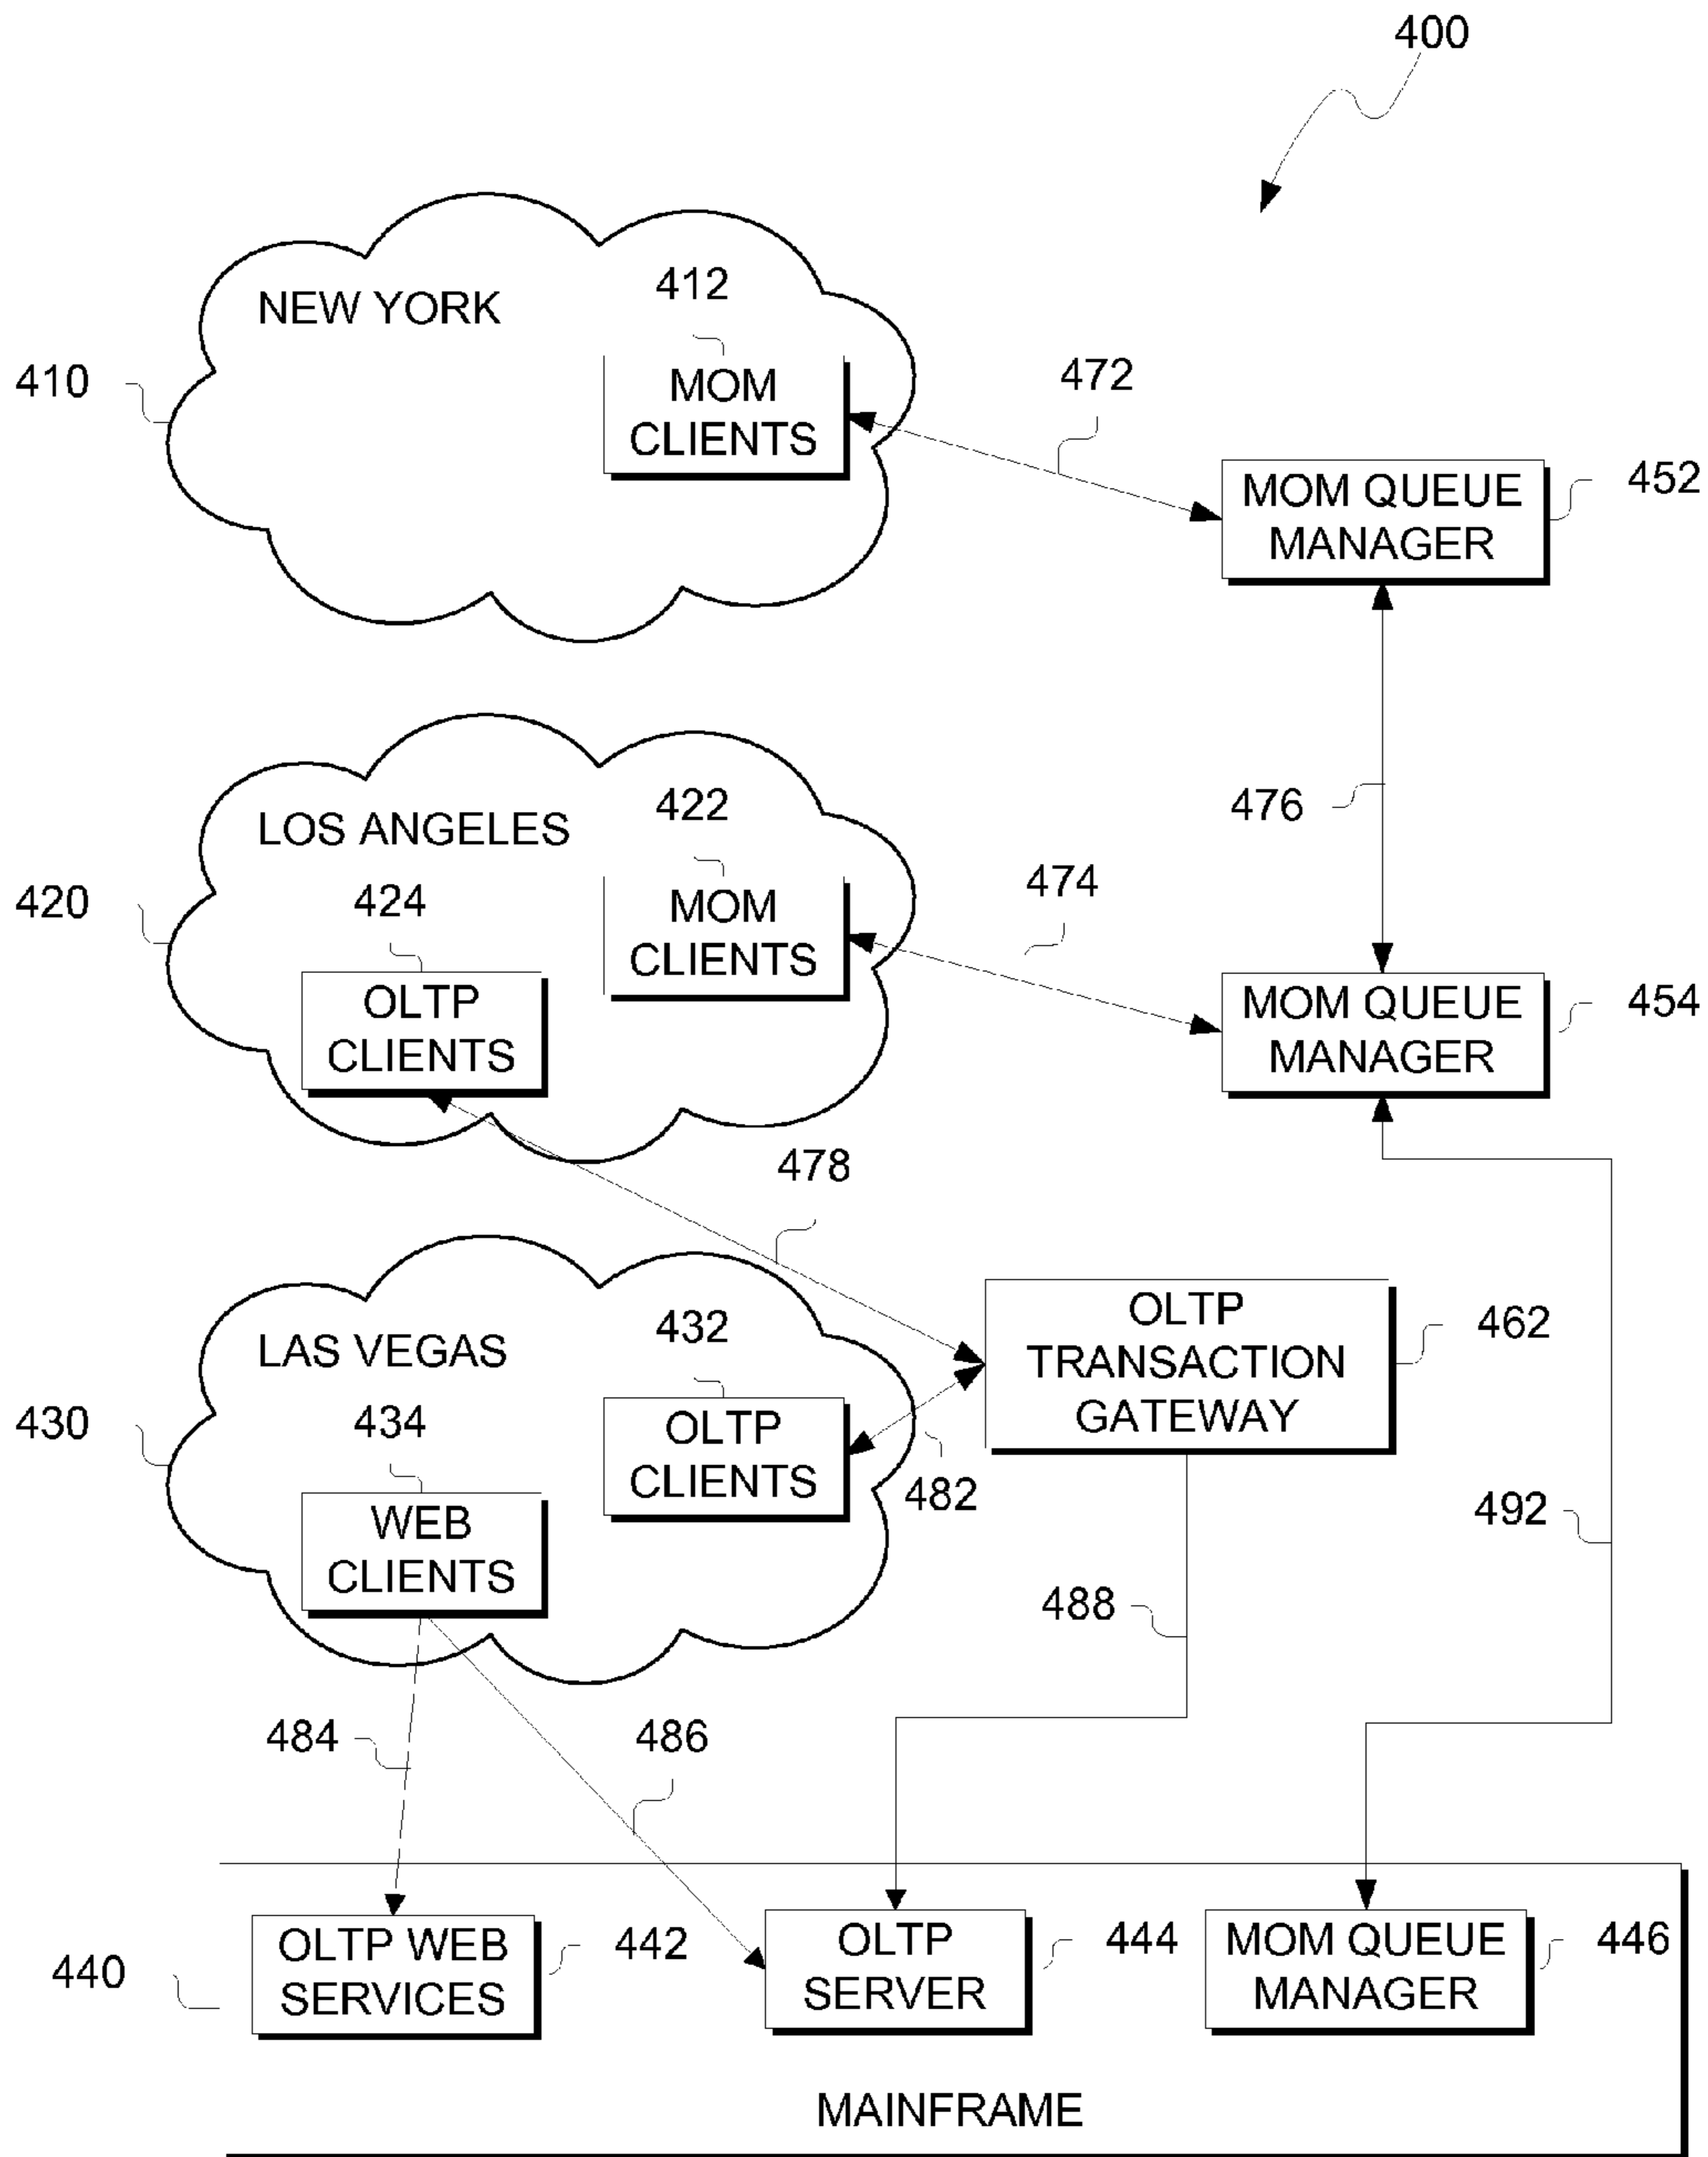 400
NEW YORK
412
410
MOM
CLIENTS
472
MOM QUEUE
MANAGER
452
LOS ANGELES
422
476
420
424
MOM
CLIENTS
474
OLTP
CLIENTS
MOM QUEUE
MANAGER
454
478
LAS VEGAS
432
OLTP
TRANSACTION
GATEWAY
462
430
434
OLTP
CLIENTS
482
WEB
CLIENTS
492
488
484
486
440
OLTP WEB
SERVICES
442
OLTP
SERVER
444
MOM QUEUE
MANAGER
446
MAINFRAME